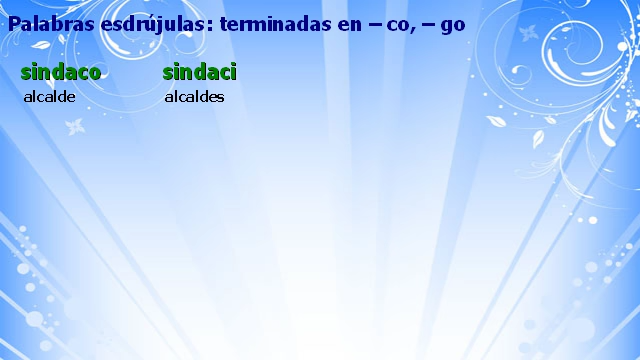 Palabras esdrújulas: terminadas en – co, – go
sindaco sindaci
alcalde alcaldes